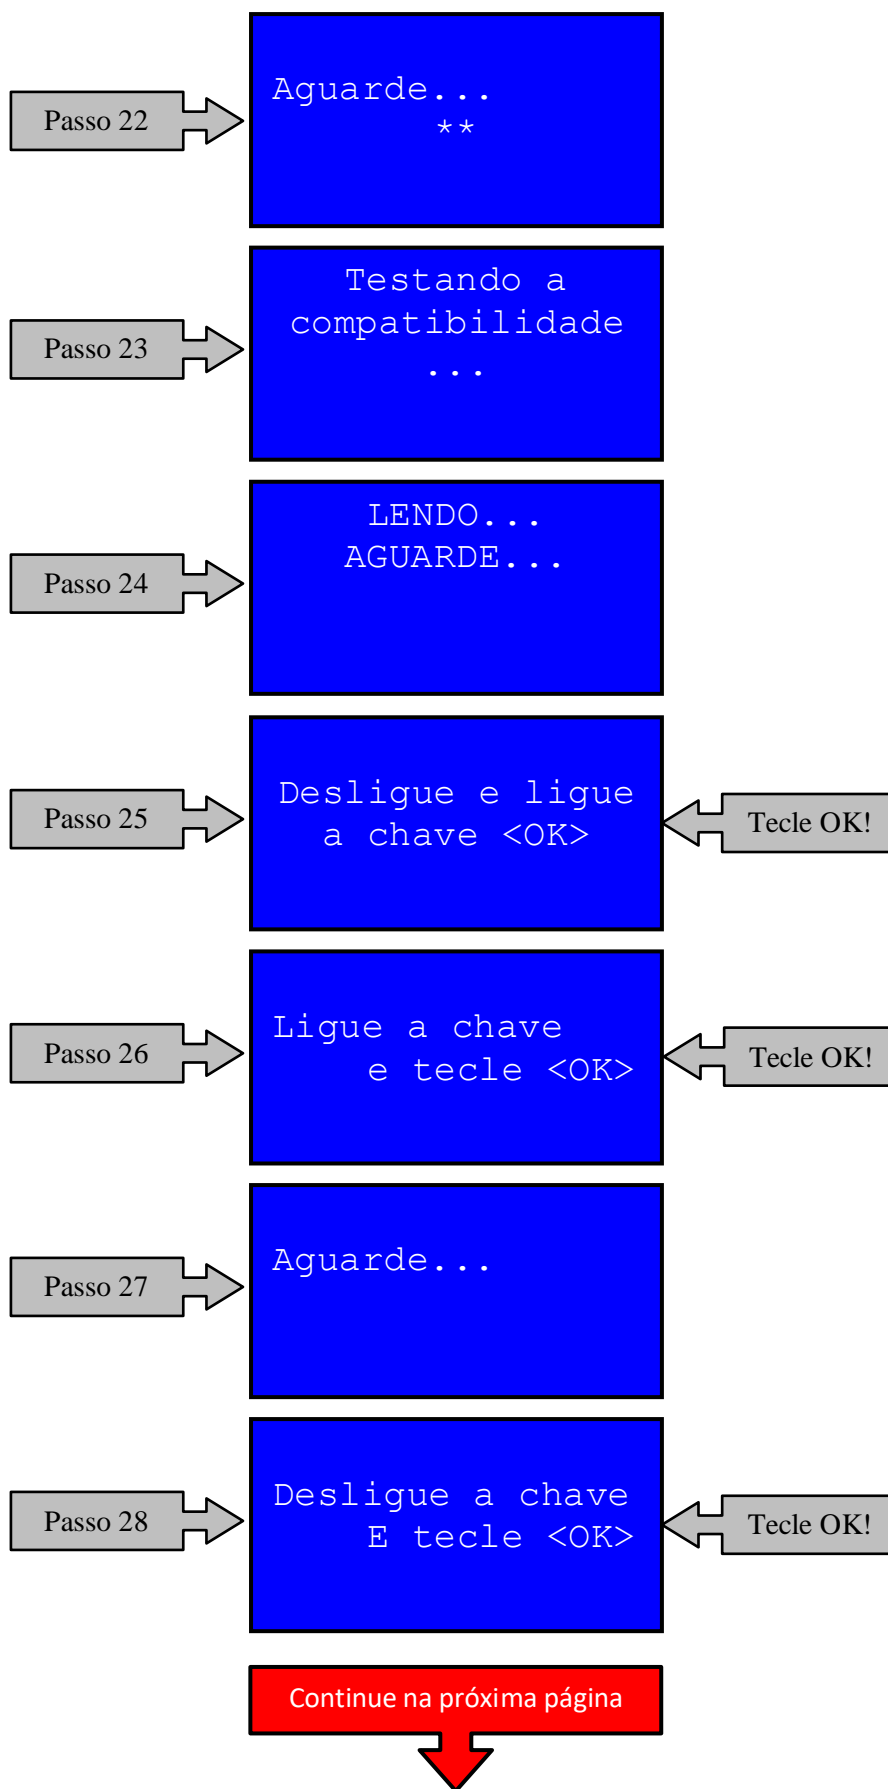 Passo 22
Aguarde...
**
Passo 23
Testando a
compatibilidade
...
Passo 24
LENDO...
AGUARDE...
Passo 25
Desligue e ligue
a chave <OK>
Tecle OK!
Passo 26
Ligue a chave
e tecle <OK>
Tecle OK!
Passo 27
Aguarde...
Passo 28
Desligue a chave
E tecle <OK>
Tecle OK!
Continue na próxima página